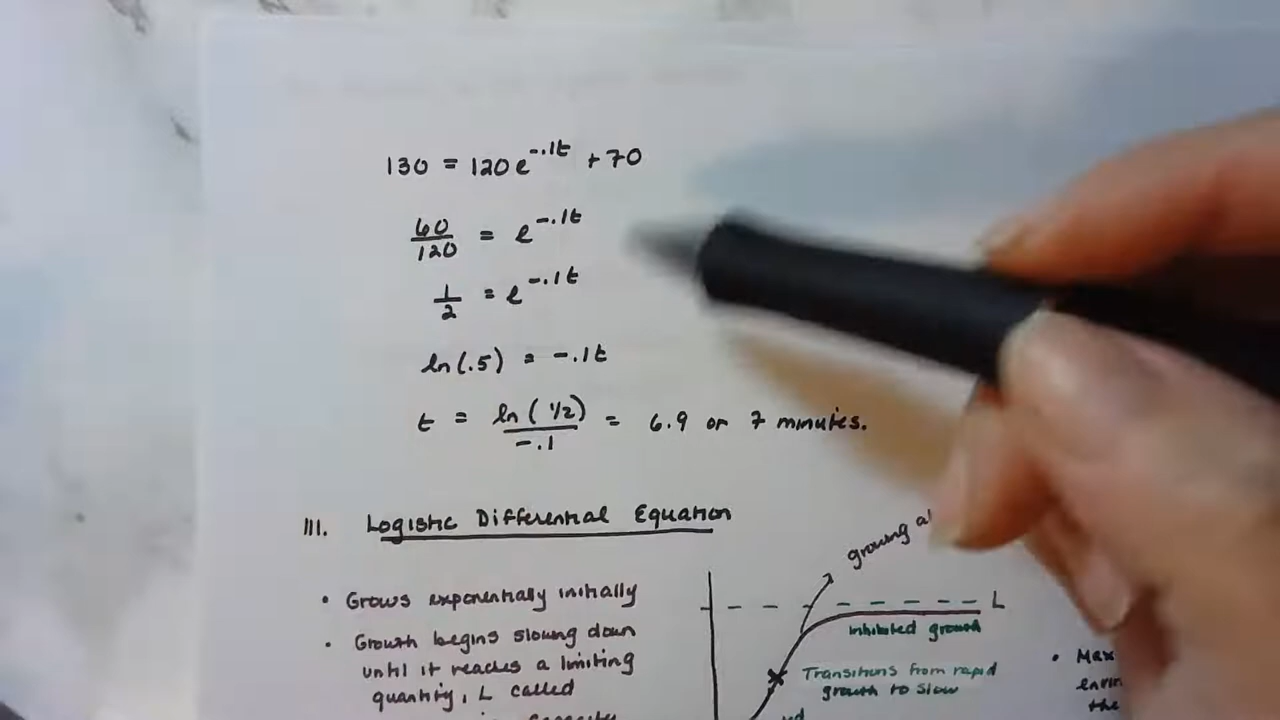 130 = 120e^-.1t + 70
60/120 = e^-.1t
1/2 = e^-.1t
ln(.5) = -.1t
t = ln(1/2)/-.1 = 6.9 or 7 minutes.
III. Logistic Differential Equation
growing
L
• Grows exponentially initially
inhibited growth
• Growth begins slowing down
until it reaches a limiting
quantity, L called
Transitions from rapid
growth to slow
• Max
the